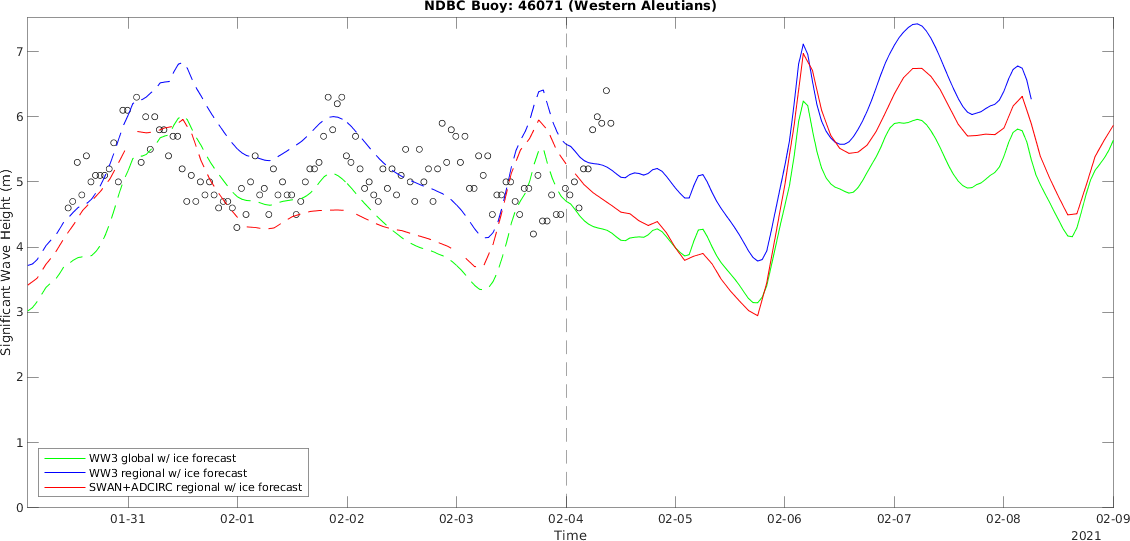 NDBC Buoy: 46071 (Western Aleutians)
Significant Wave Height (m)
7
6
5
4
3
2
1
0
WW3 global w/ ice forecast
WW3 regional w/ ice forecast
SWAN+ADCIRC regional w/ ice forecast
01-31 02-01 02-02 02-03 02-04 02-05 02-06 02-07 02-08 02-09
Time
2021